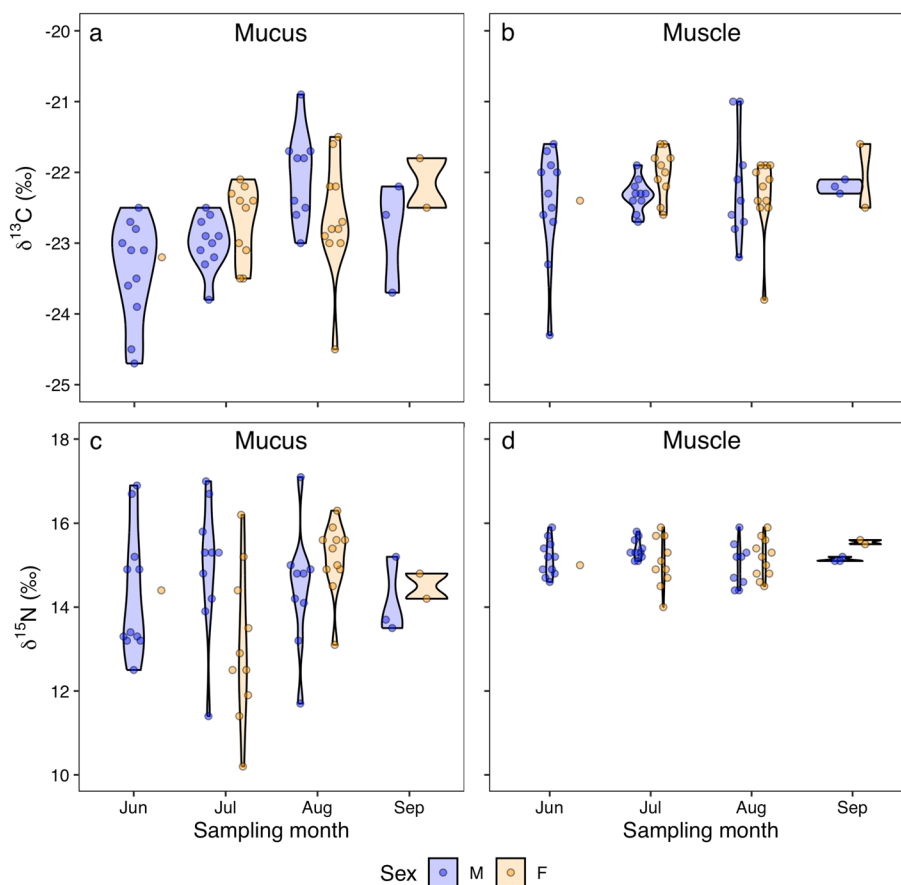 a Mucus
b Muscle
-20
-21
-22
-23
-24
-25
δ13C (‰)
c Mucus
d Muscle
18
16
14
12
10
δ15N (‰)
Jun Jul Aug Sep
Jun Jul Aug Sep
Sampling month
Sampling month
Sex M F